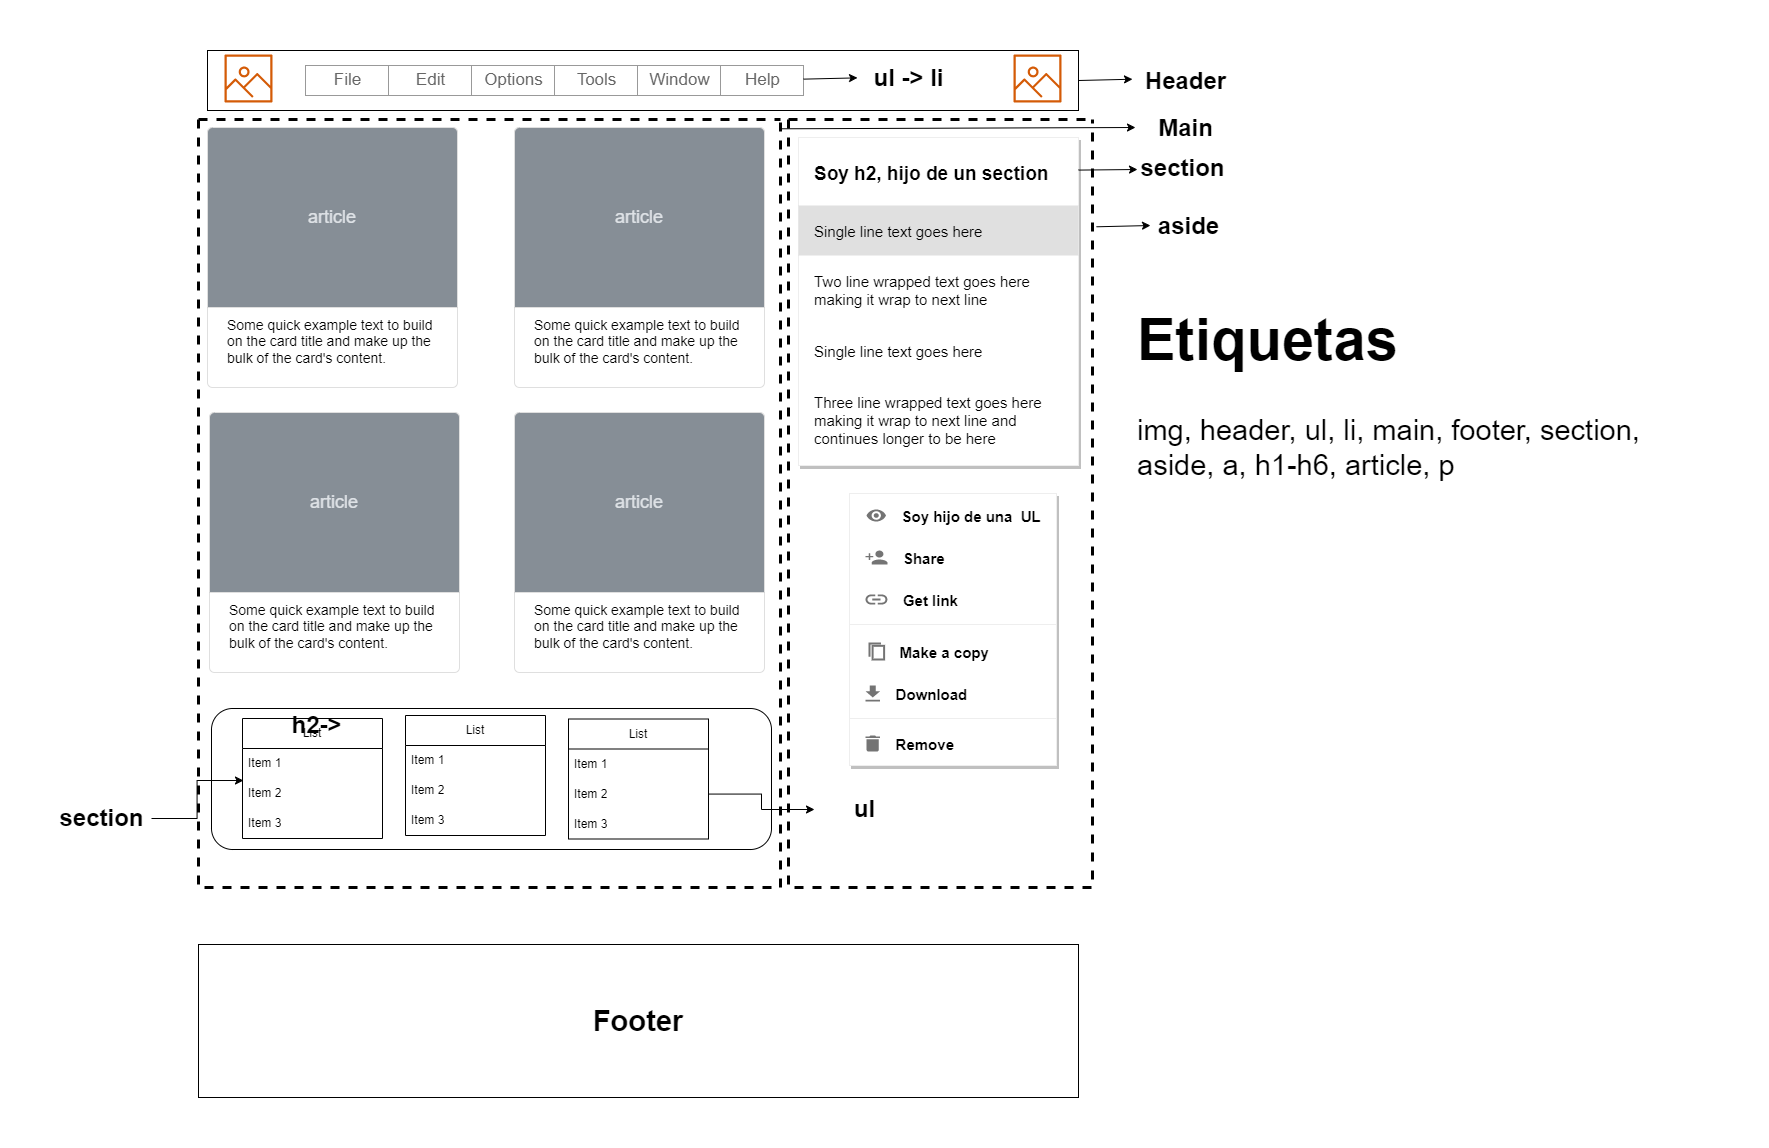 File Edit Options Tools Window Help
ul -> li
Header
Main
section
aside
article
Some quick example text to build
on the card title and make up the
bulk of the card's content.
article
Some quick example text to build
on the card title and make up the
bulk of the card's content.
article
Some quick example text to build
on the card title and make up the
bulk of the card's content.
article
Some quick example text to build
on the card title and make up the
bulk of the card's content.
h2->
List
Item 1
Item 2
Item 3
List
Item 1
Item 2
Item 3
List
Item 1
Item 2
Item 3
section
ul
Soy h2, hijo de un section
Single line text goes here
Two line wrapped text goes here
making it wrap to next line
Single line text goes here
Three line wrapped text goes here
making it wrap to next line and
continues longer to be here
Soy hijo de una UL
Share
Get link
Make a copy
Download
Remove
Etiquetas
img, header, ul, li, main, footer, section,
aside, a, h1-h6, article, p
Footer